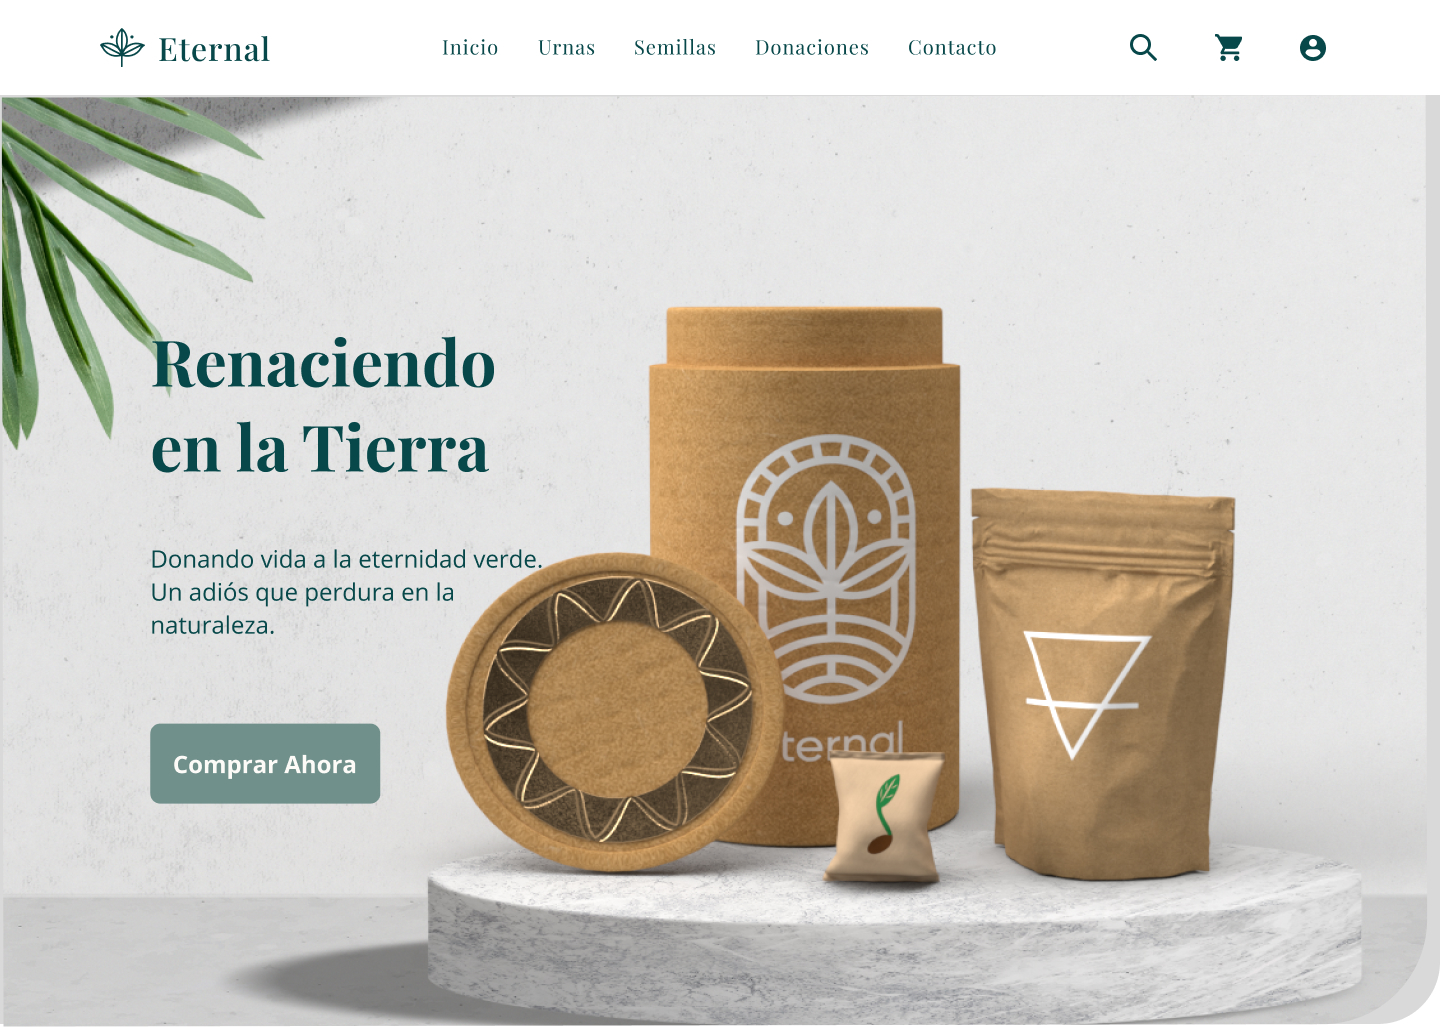 Eternal
Inicio
Urnas
Semillas
Donaciones
Contacto
Renaciendo
en la Tierra
Donando vida a la eternidad verde.
Un adiós que perdura en la
naturaleza.
Comprar Ahora
ternal